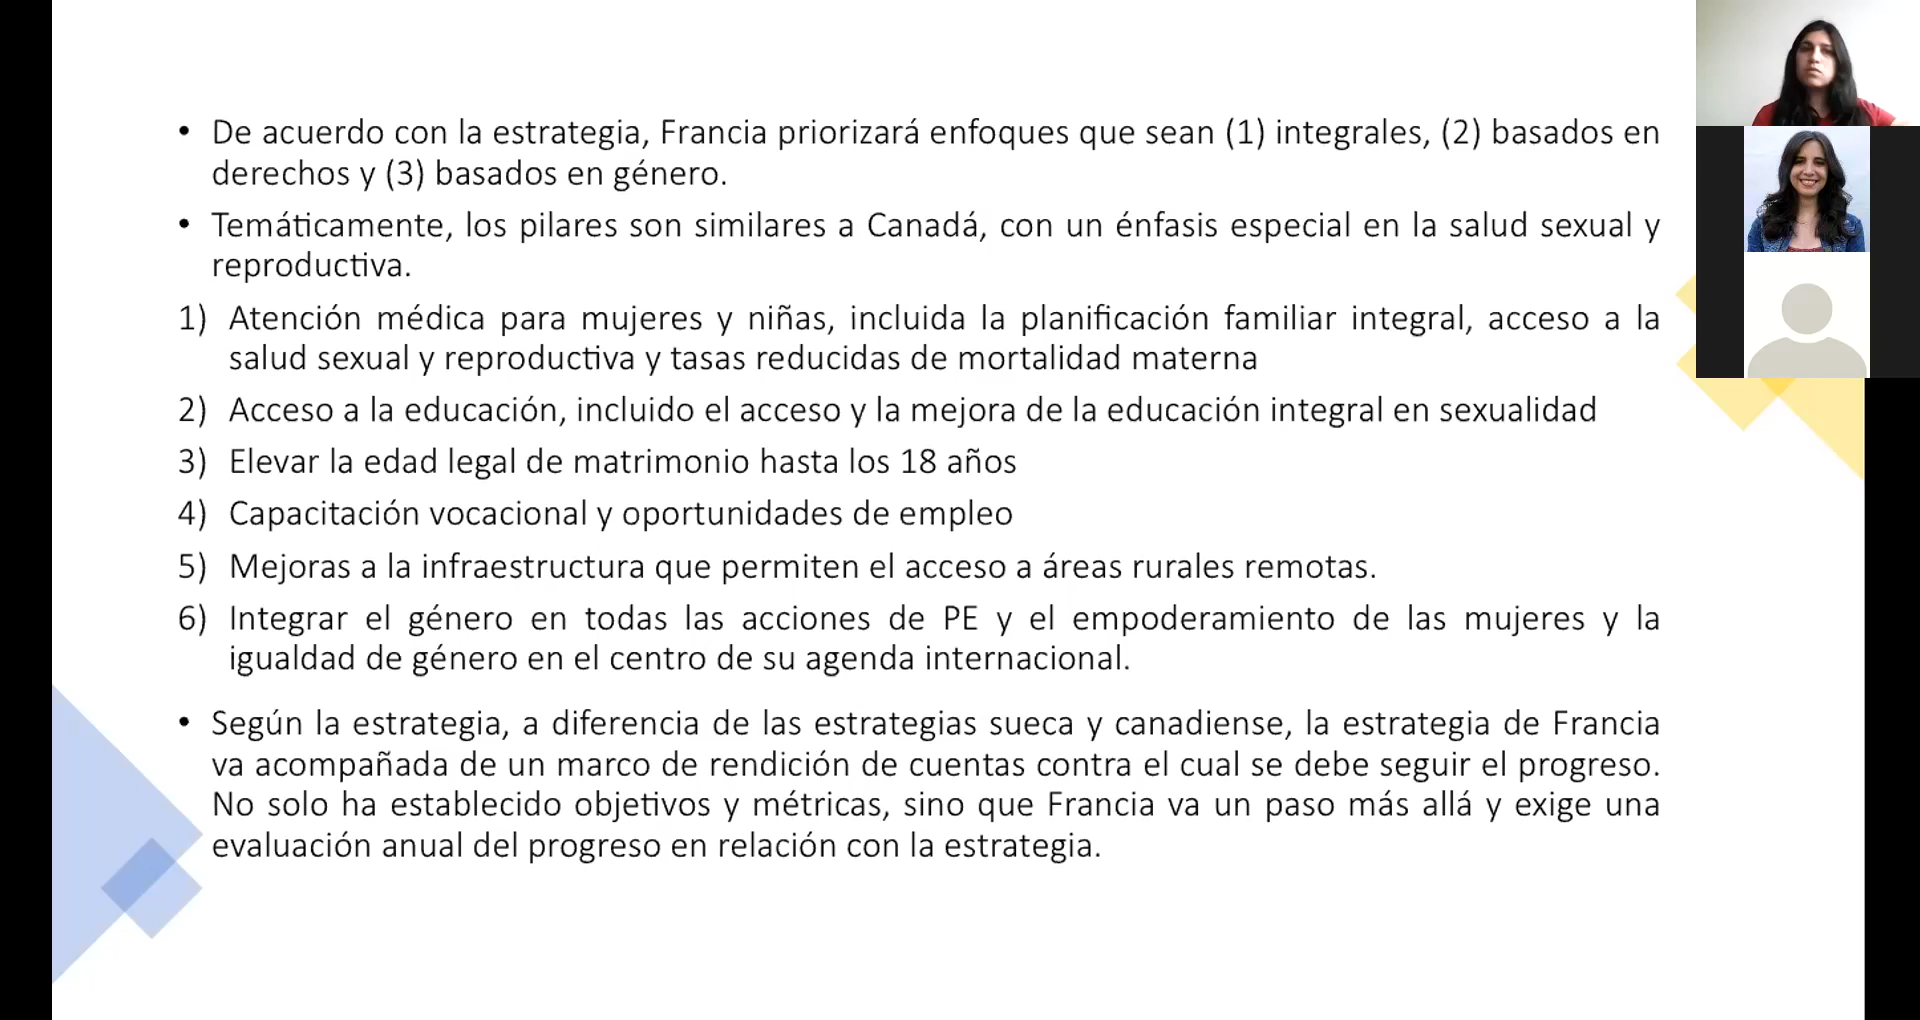 • De acuerdo con la estrategia, Francia priorizará enfoques que sean (1) integrales, (2) basados en
derechos y (3) basados en género.
• Temáticamente, los pilares son similares a Canadá, con un énfasis especial en la salud sexual y
reproductiva.
1) Atención médica para mujeres y niñas, incluida la planificación familiar integral, acceso a la
salud sexual y reproductiva y tasas reducidas de mortalidad materna
2) Acceso a la educación, incluido el acceso y la mejora de la educación integral en sexualidad
3) Elevar la edad legal de matrimonio hasta los 18 años
4) Capacitación vocacional y oportunidades de empleo
5) Mejoras a la infraestructura que permiten el acceso a áreas rurales remotas.
6) Integrar el género en todas las acciones de PE y el empoderamiento de las mujeres y la
igualdad de género en el centro de su agenda internacional.
• Según la estrategia, a diferencia de las estrategias sueca y canadiense, la estrategia de Francia
va acompañada de un marco de rendición de cuentas contra el cual se debe seguir el progreso.
No solo ha establecido objetivos y métricas, sino que Francia va un paso más allá y exige una
evaluación anual del progreso en relación con la estrategia.